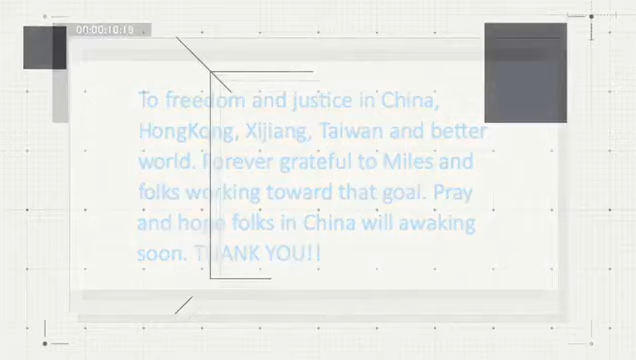 00:00:10:19
To freedom and justice in China,
HongKong, Xijiang, Taiwan and better
world. Forever grateful to Miles and
folks working toward that goal. Pray
and hope folks in China will awaking
soon. THANK YOU!!